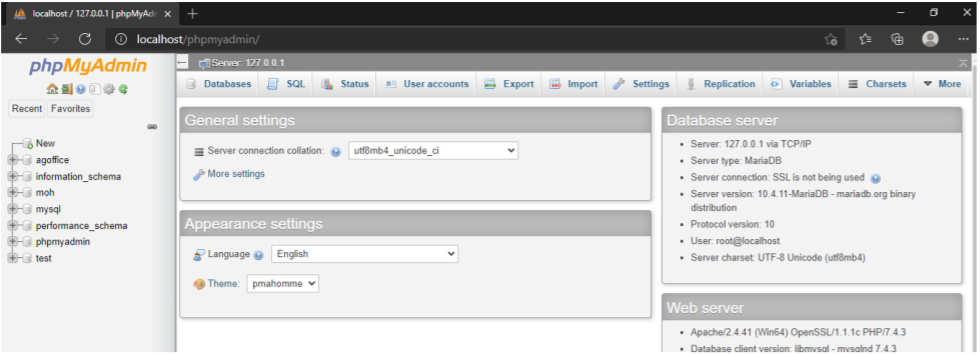 localhost / 127.0.0.1 | phpMyAdn
localhost/phpmyadmin/
phpMyAdmin
Recent Favorites
New
agoffice
information_schema
moh
mysql
performance_schema
phpmyadmin
test
Server: 127.0.0.1
Databases SQL Status User accounts Export Import Settings Replication Variables Charsets More
General settings
Server connection collation: utf8mb4_unicode_ci
More settings
Appearance settings
Language English
Theme: pmahomme
Database server
Server: 127.0.0.1 via TCP/IP
Server type: MariaDB
Server connection: SSL is not being used
Server version: 10.4.11-MariaDB - mariadb.org binary
distribution
Protocol version: 10
User: root@localhost
Server charset: UTF-8 Unicode (utf8mb4)
Web server
Apache/2.4.41 (Win64) OpenSSL/1.1.1c PHP/7.4.3
Database client version: libmysql - mysqlnd 7.4.3